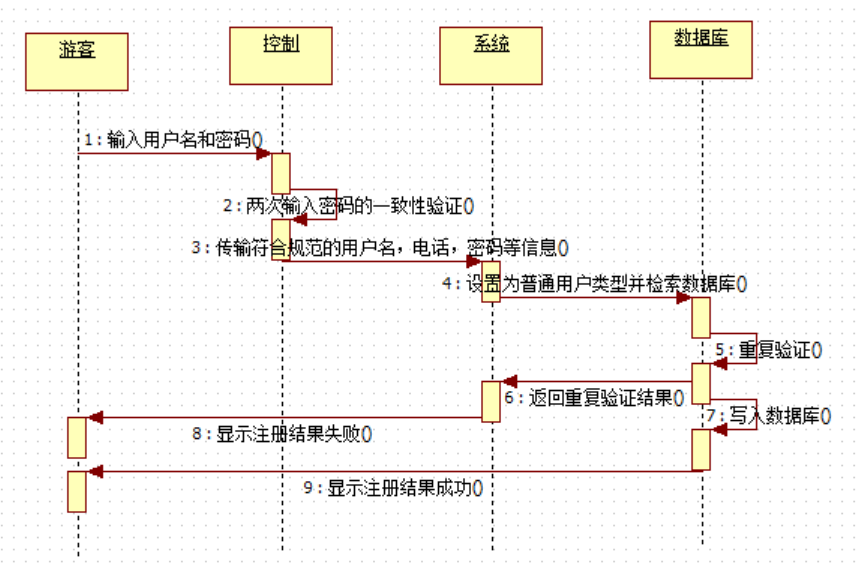 游客
控制
系统
数据库
1:输入用户名和密码()
2:两次输入密码的一致性验证()
3:传输符合规范的用户名，电话，密码等信息()
4:设置为普通用户类型并检索数据库()
5:重复验证()
6:返回重复验证结果()
7:写入数据库()
8:显示注册结果失败()
9:显示注册结果成功()